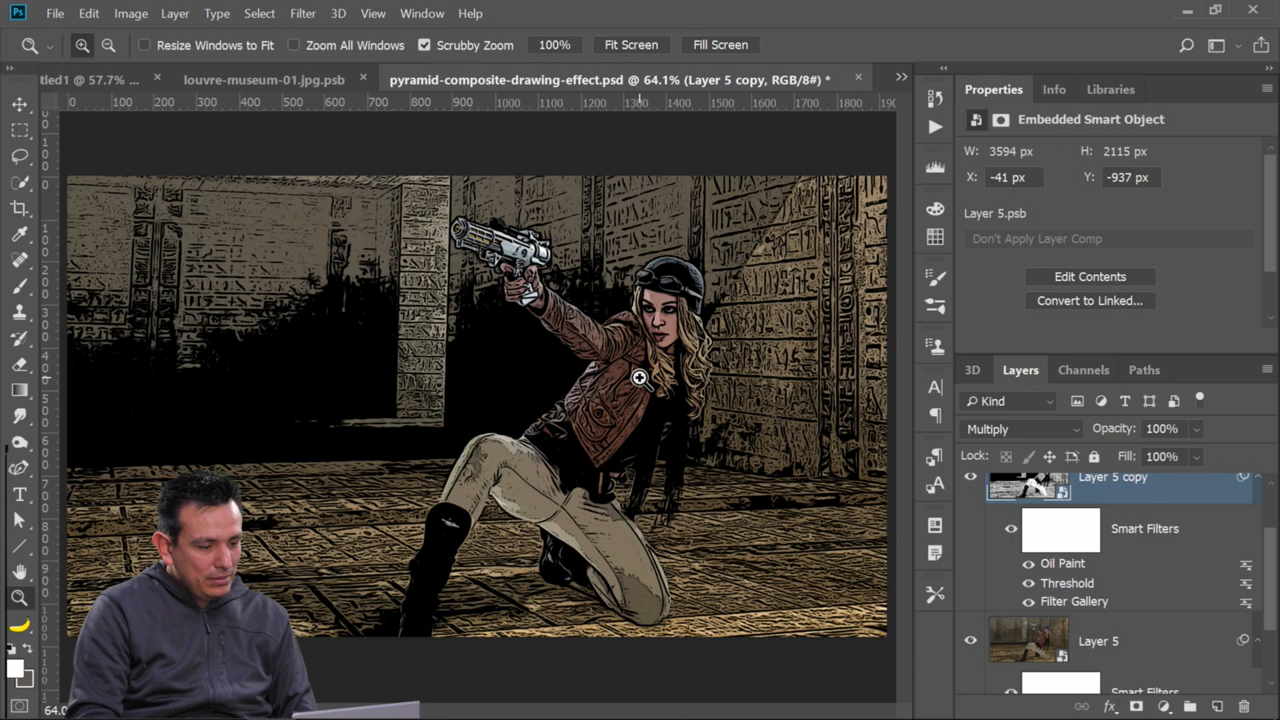 Ps File Edit Image Layer Type Select Filter 3D View Window Help
Resize Windows to Fit Zoom All Windows Scrubby Zoom 100% Fit Screen Fill Screen
tled1 @ 57.7% ... × louvre-museum-01.jpg.psb × pyramid-composite-drawing-effect.psd @ 64.1% (Layer 5 copy, RGB/8#) * ×
0 100 200 300 400 500 600 700 800 900 1000 1100 1200 1300 1400 1500 1600 1700 1800 190
Properties Info Libraries
Embedded Smart Object
W: 3594 px H: 2115 px
X: -41 px Y: -937 px
Layer 5.psb
Don't Apply Layer Comp
Edit Contents
Convert to Linked...
3D Layers Channels Paths
Kind
Multiply Opacity: 100%
Lock: Fill: 100%
Layer 5 copy
Smart Filters
Oil Paint
Threshold
Filter Gallery
Layer 5
Smart Filters
64.0